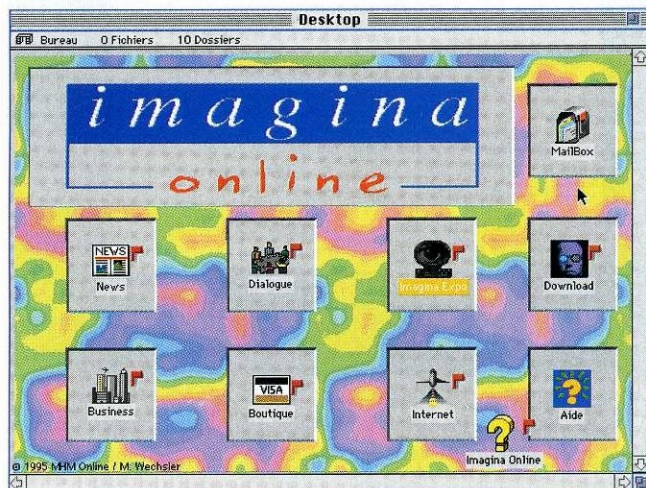 Desktop
Bureau 0 Fichiers 10 Dossiers
imagina
online
MailBox
NEWS
News
Dialogue
Imagina Expo
Download
Business
VISA
Boutique
Internet
Aide
Imagina Online
© 1995 MHM Online / M. Wechsler